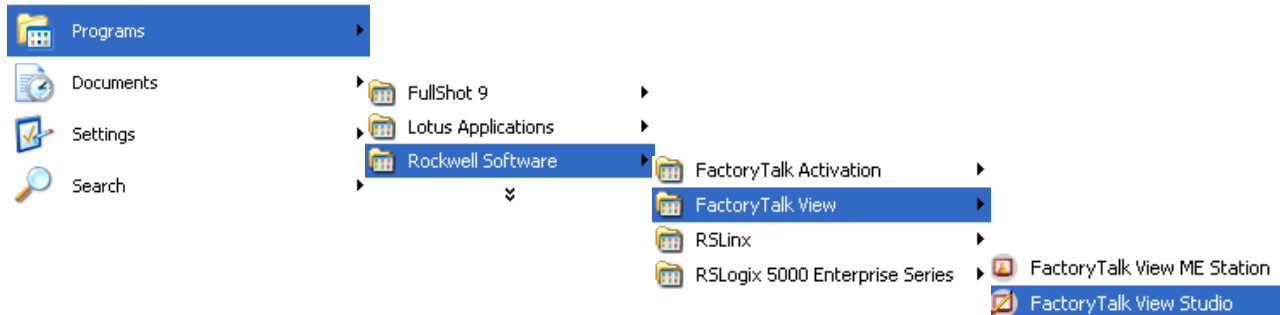 Programs
Documents
Settings
Search
FullShot 9
Lotus Applications
Rockwell Software
FactoryTalk Activation
FactoryTalk View
RSLinx
RSLogix 5000 Enterprise Series
FactoryTalk View ME Station
FactoryTalk View Studio